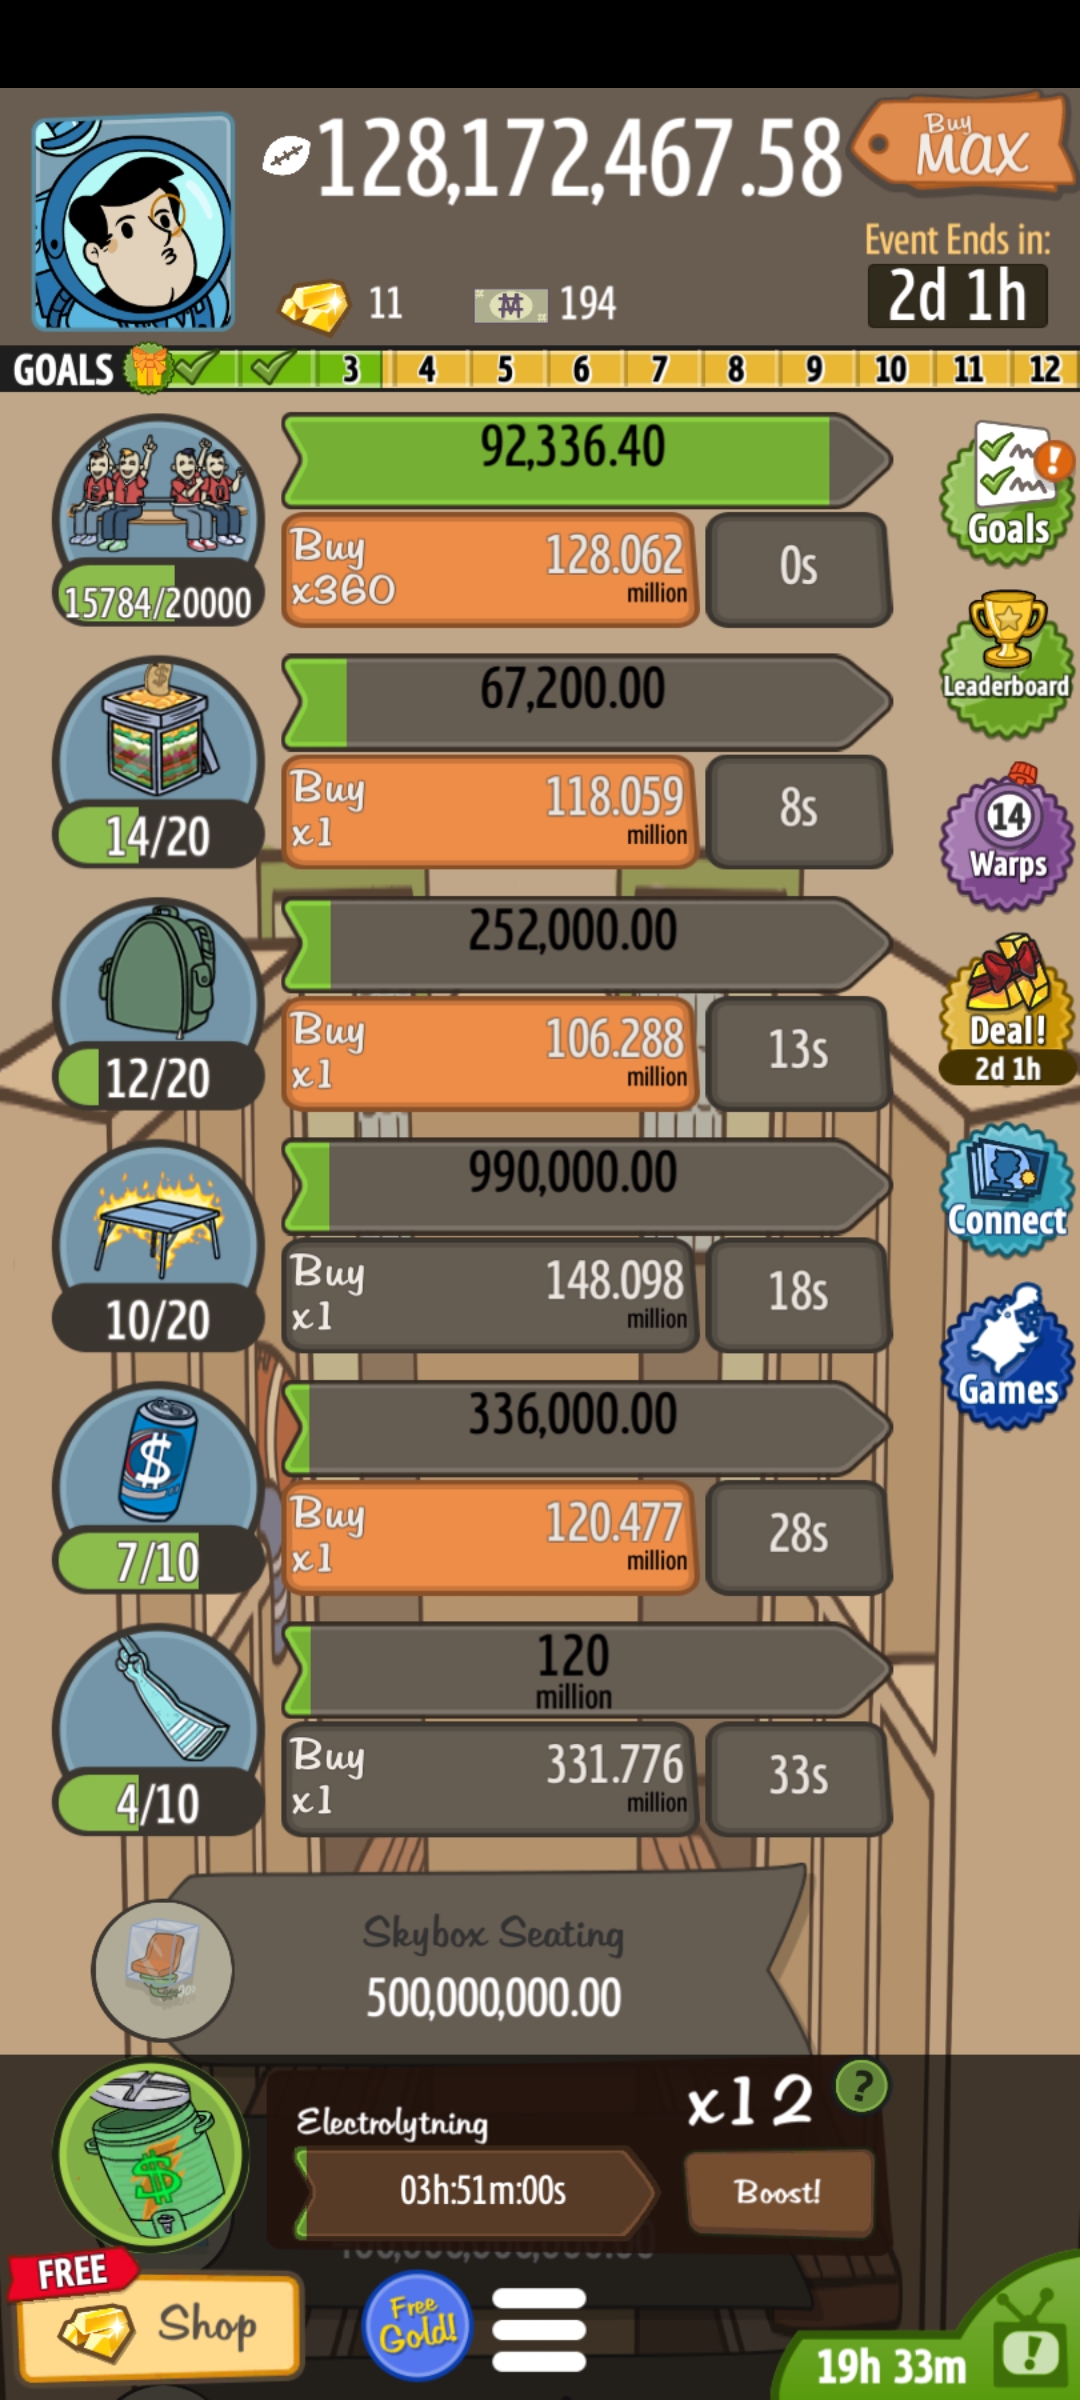 128,172,467.58
Buy
MAX
Event Ends in:
2d 1h
11
194
GOALS 3 4 5 6 7 8 9 10 11 12
92,336.40
Buy
x360
128.062
million
0s
15784/20000
Goals
67,200.00
Buy
x1
118.059
million
8s
14/20
Leaderboard
252,000.00
Buy
x1
106.288
million
13s
12/20
14
Warps
990,000.00
Buy
x1
148.098
million
18s
10/20
Deal!
2d 1h
336,000.00
Buy
x1
120.477
million
28s
7/10
Connect
120
million
Buy
x1
331.776
million
33s
4/10
Games
Skybox Seating
500,000,000.00
Electrolytning
x12
?
03h:51m:00s
Boost!
FREE
Shop
Free
Gold!
19h 33m